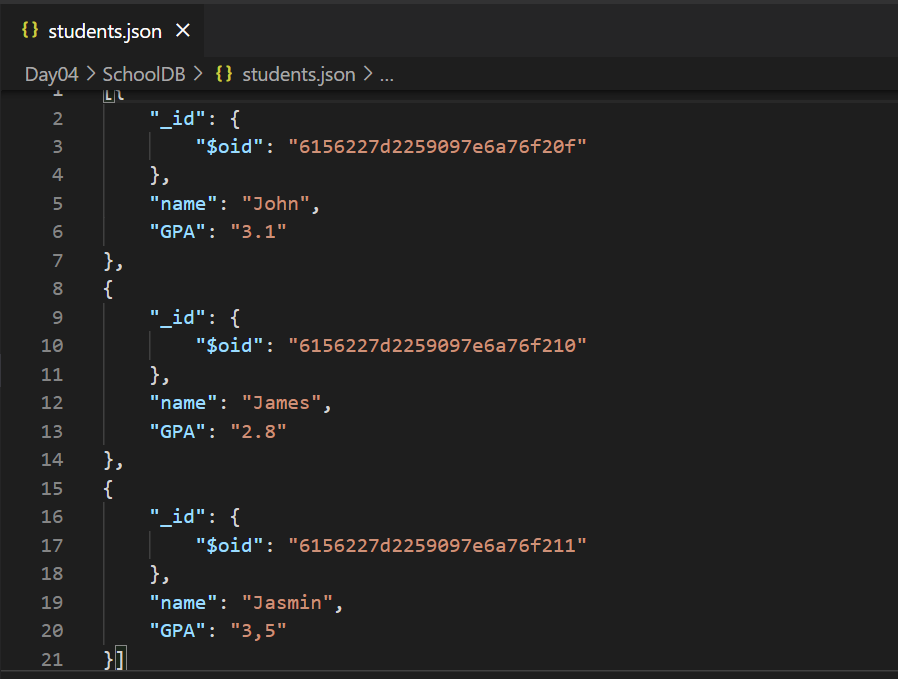 {} students.json ×
Day04 > SchoolDB > {} students.json > ...
1 [{
2 "_id": {
3 "$oid": "6156227d2259097e6a76f20f"
4 },
5 "name": "John",
6 "GPA": "3.1"
7 },
8 {
9 "_id": {
10 "$oid": "6156227d2259097e6a76f210"
11 },
12 "name": "James",
13 "GPA": "2.8"
14 },
15 {
16 "_id": {
17 "$oid": "6156227d2259097e6a76f211"
18 },
19 "name": "Jasmin",
20 "GPA": "3,5"
21 }]